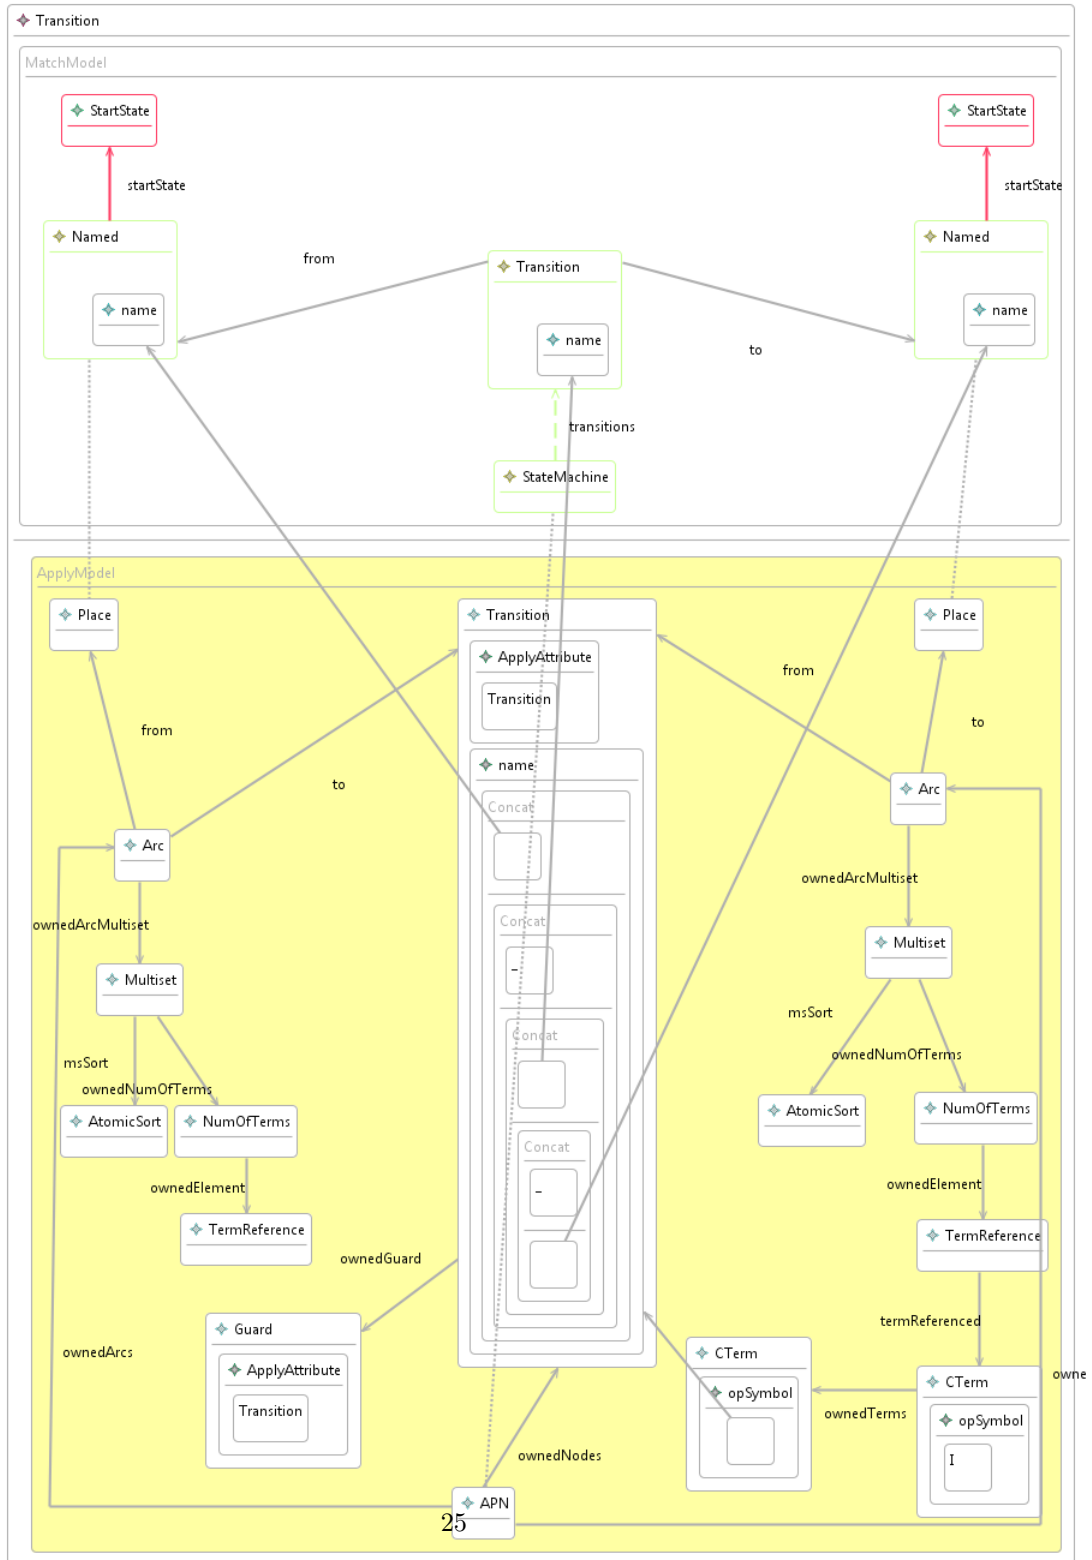 Transition
MatchModel
StartState
StartState
startState
startState
Named
Named
from
Transition
name
name
name
to
transitions
StateMachine
ApplyModel
Place
Transition
Place
ApplyAttribute
from
Transition
to
from
name
to
Arc
Concat
Arc
ownedArcMultiset
Concat
ownedArcMultiset
Multiset
-
Multiset
msSort
Concat
ownedNumOfTerms
msSort
ownedNumOfTerms
AtomicSort
NumOfTerms
AtomicSort
NumOfTerms
Concat
ownedElement
-
ownedElement
TermReference
TermReference
ownedGuard
termReferenced
Guard
ownedArcs
CTerm
ApplyAttribute
owne
CTerm
opSymbol
Transition
ownedTerms
opSymbol
ownedNodes
I
APN
25